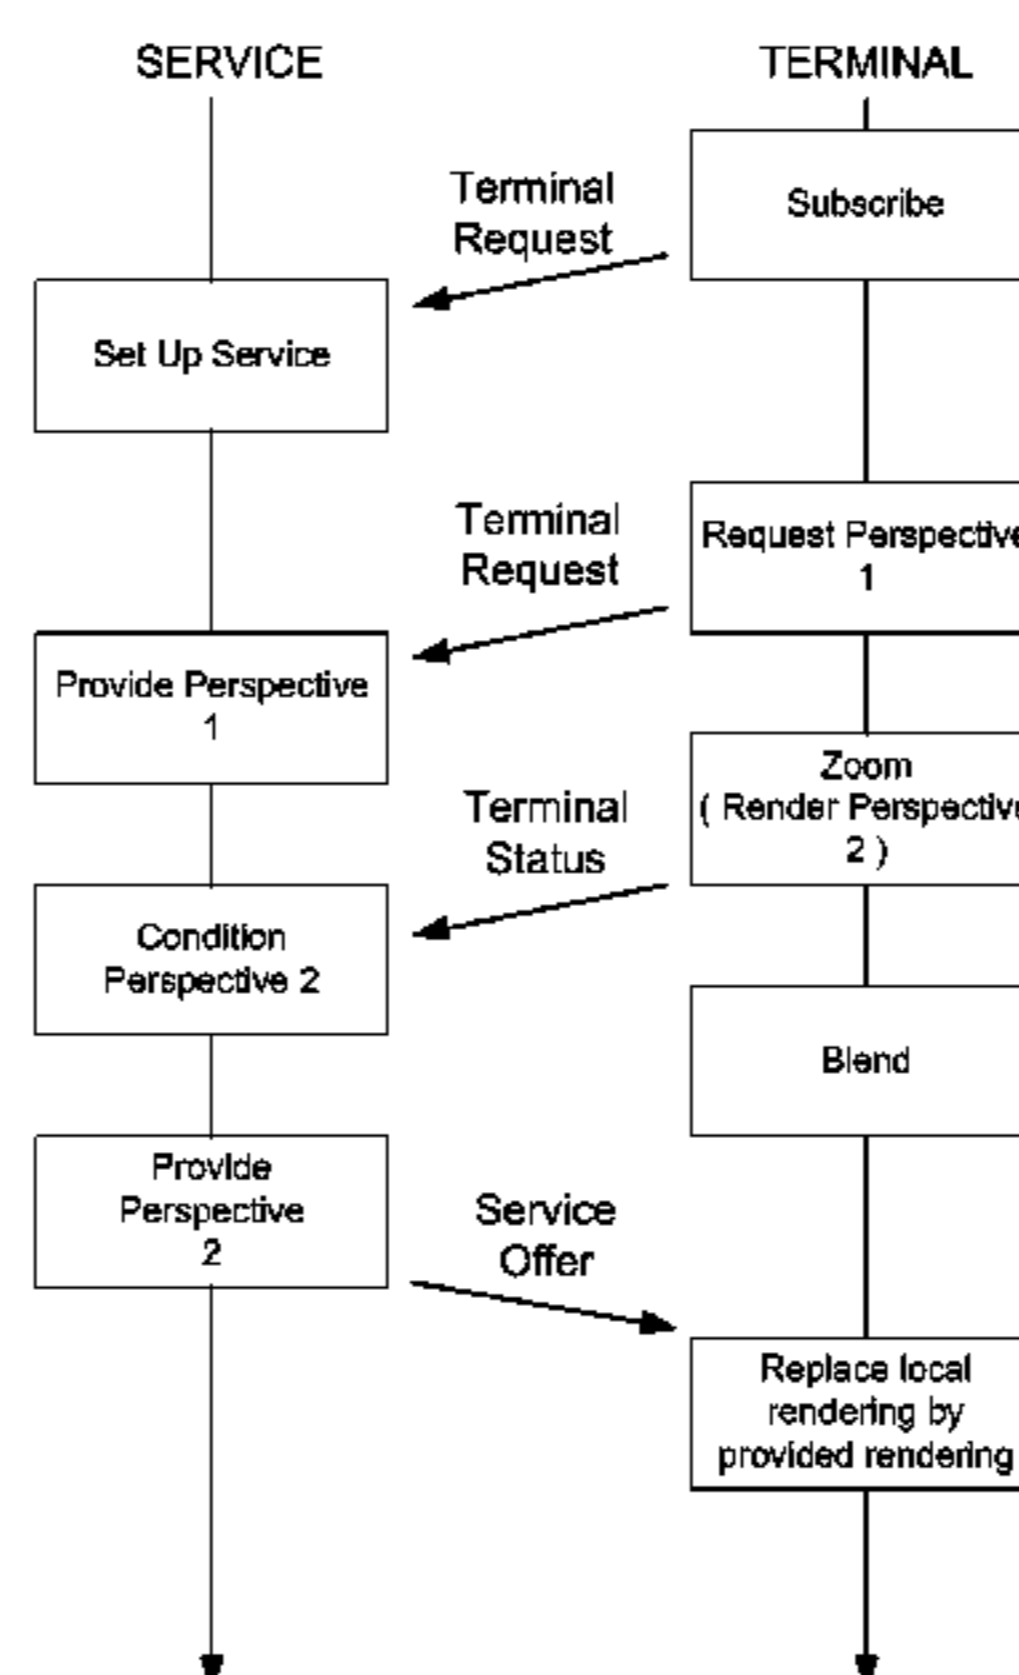 SERVICE
TERMINAL
Subscribe
Terminal
Request
Set Up Service
Request Perspective
1
Terminal
Request
Provide Perspective
1
Zoom
( Render Perspective
2 )
Terminal
Status
Condition
Perspective 2
Blend
Provide
Perspective
2
Service
Offer
Replace local
rendering by
provided rendering